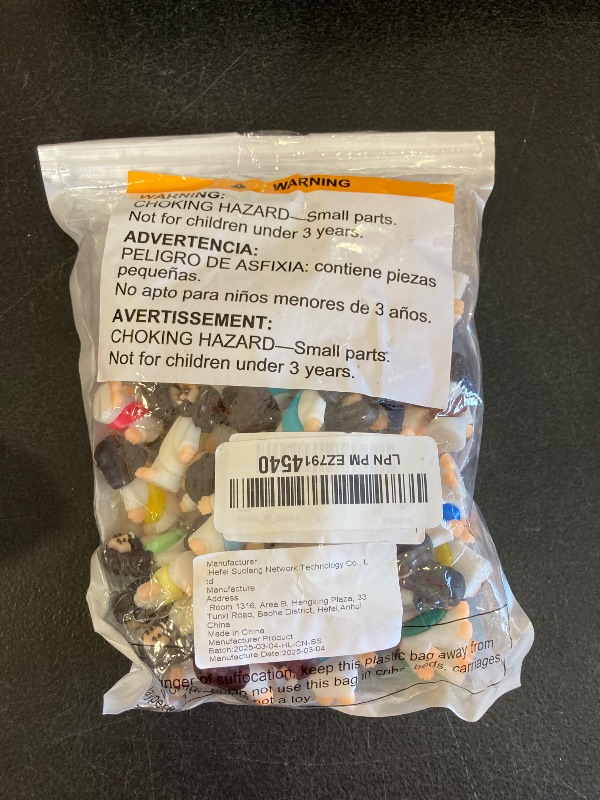 WARNING
WARNING:
CHOKING HAZARD—Small parts.
Not for children under 3 years.
ADVERTENCIA:
PELIGRO DE ASFIXIA: contiene piezas
pequeñas.
No apto para niños menores de 3 años.
AVERTISSEMENT:
CHOKING HAZARD—Small parts.
Not for children under 3 years.
LPN PM EZ7914540
Manufacturer
Hefei Suolang Network Technology Co., L
td
Manufacture
Address
Room 1316, Area B, Hengxing Plaza, 33
Tunxi Road, Baohe District, Hefei,Anhui,
China
Made in China
Manufacturer Product
Batch:2025-03-04-HL-CN-SS
Manufacture Date:2025-03-04
nger of suffocation, keep this plastic bag away from
Do not use this bag in cribs, beds, carriages,
not a toy